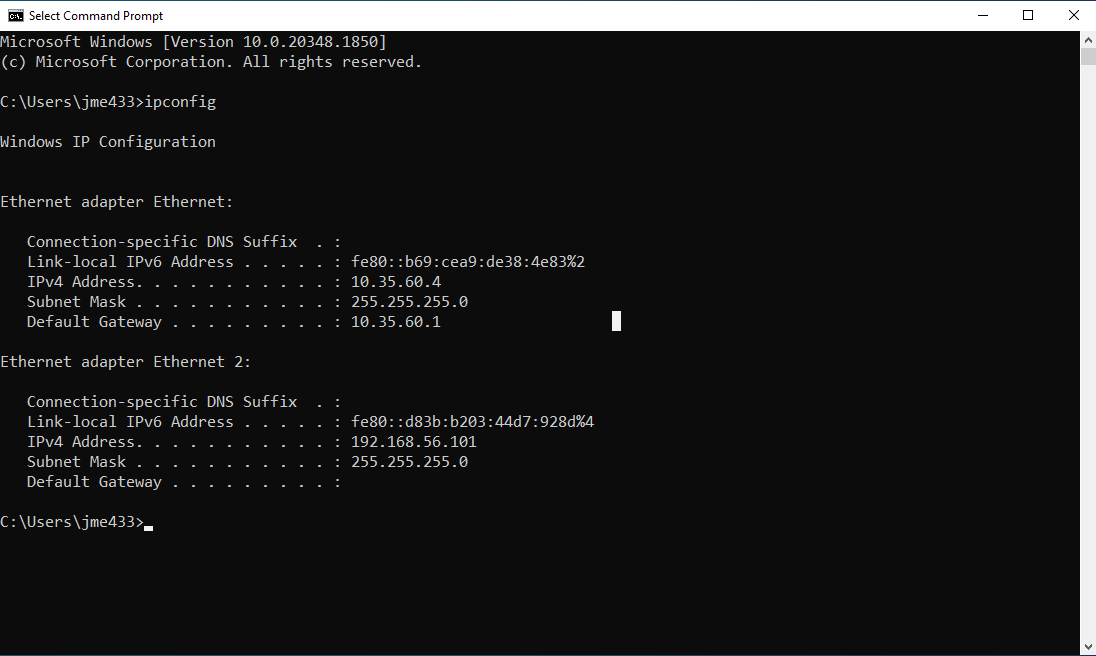 Select Command Prompt
Microsoft Windows [Version 10.0.20348.1850]
(c) Microsoft Corporation. All rights reserved.
C:\Users\jme433>ipconfig
Windows IP Configuration
Ethernet adapter Ethernet:
Connection-specific DNS Suffix  . :
Link-local IPv6 Address . . . . . : fe80::b69:cea9:de38:4e83%2
IPv4 Address. . . . . . . . . . . : 10.35.60.4
Subnet Mask . . . . . . . . . . . : 255.255.255.0
Default Gateway . . . . . . . . . : 10.35.60.1
Ethernet adapter Ethernet 2:
Connection-specific DNS Suffix  . :
Link-local IPv6 Address . . . . . : fe80::d83b:b203:44d7:928d%4
IPv4 Address. . . . . . . . . . . : 192.168.56.101
Subnet Mask . . . . . . . . . . . : 255.255.255.0
Default Gateway . . . . . . . . . :
C:\Users\jme433>